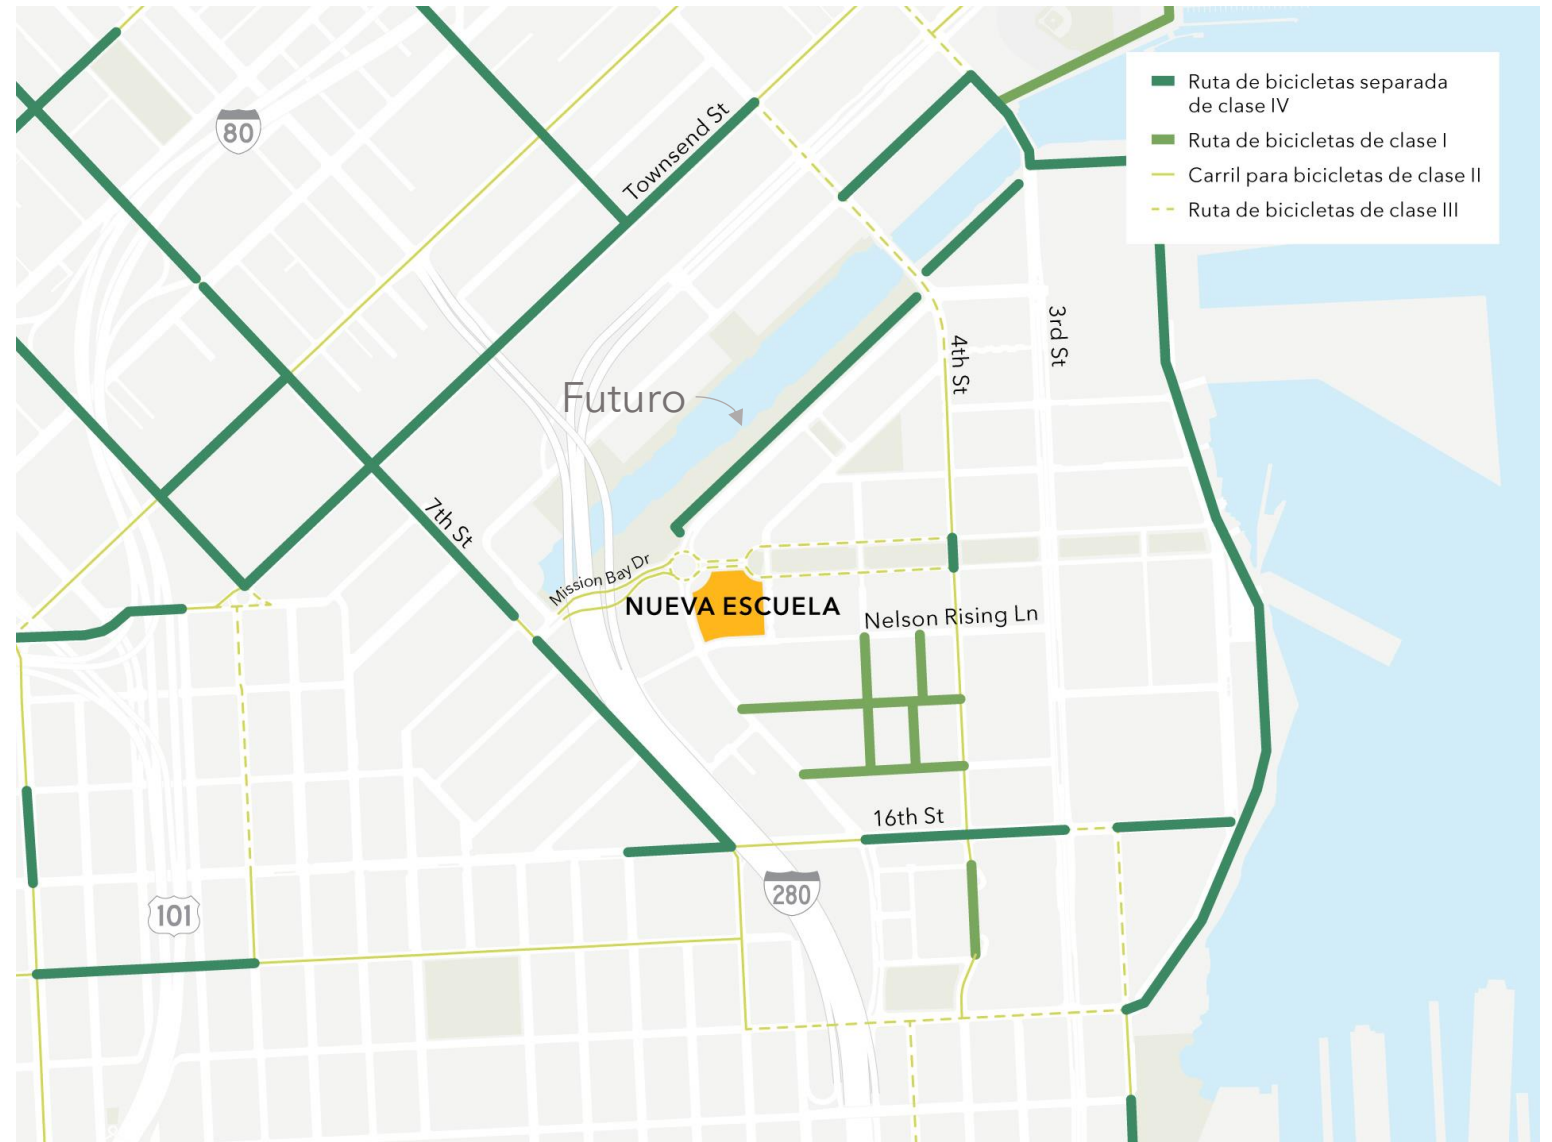 Ruta de bicicletas separada
de clase IV
Ruta de bicicletas de clase I
Carril para bicicletas de clase II
Ruta de bicicletas de clase III
80
Townsend St
3rd St
4th St
Futuro
7th St
Mission Bay Dr
NUEVA ESCUELA
Nelson Rising Ln
16th St
280
101